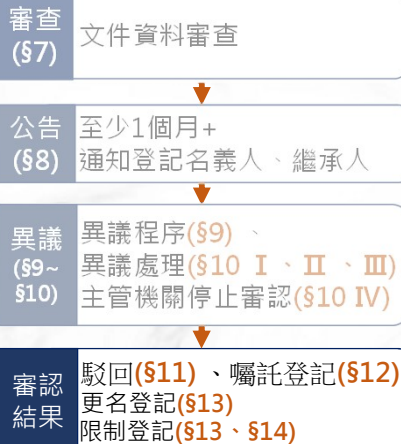 審查
(§7)
文件資料審查
公告
(§8)
至少1個月+
通知登記名義人、繼承人
異議
(§9~
§10)
異議程序(§9) 、
異議處理(§10 Ⅰ、Ⅱ、Ⅲ)
主管機關停止審認(§10 IV)
審認
結果
駁回(§11) 、囑託登記(§12)
更名登記(§13)
限制登記(§13、§14)